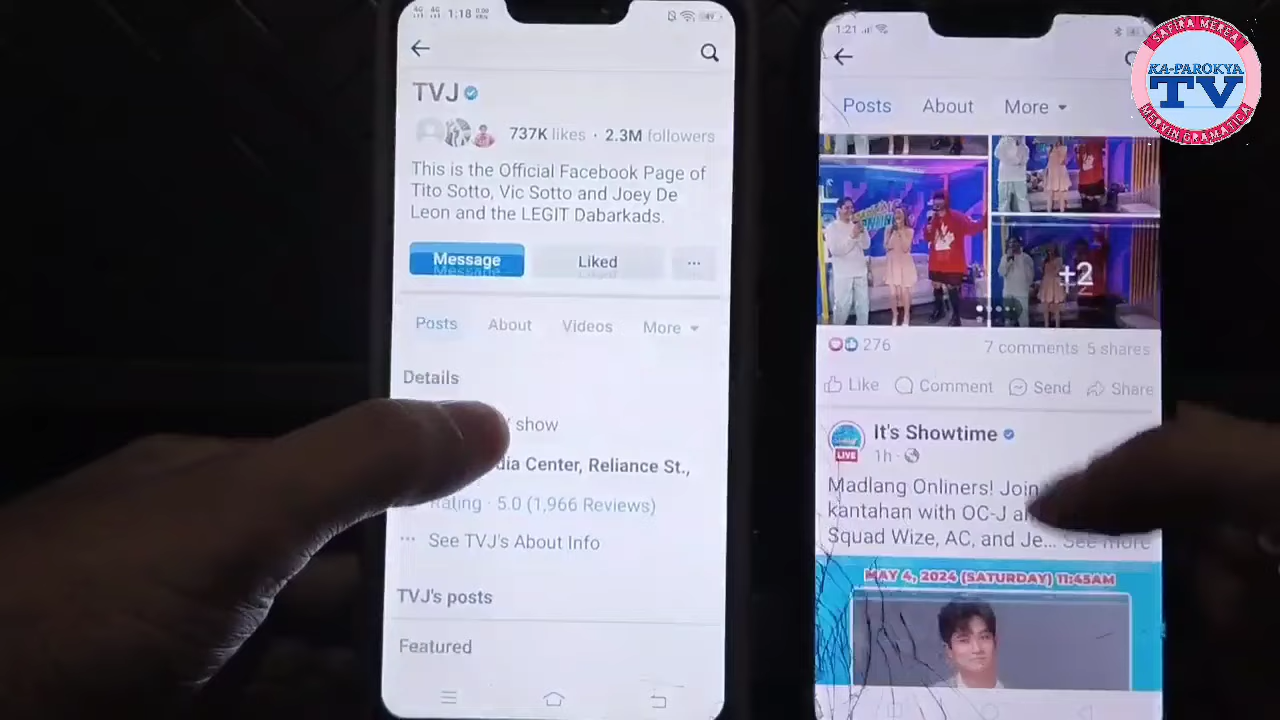 1:18
TVJ
737K likes · 2.3M followers
This is the Official Facebook Page of
Tito Sotto, Vic Sotto and Joey De
Leon and the LEGIT Dabarkads.
Message
Liked
Posts About Videos More
Details
show
Center, Reliance St.,
Rating · 5.0 (1,966 Reviews)
See TVJ's About Info
TVJ's posts
Featured
1:21
Posts About More
+2
276
7 comments 5 shares
Like Comment Send Share
It's Showtime
LIVE
1h
Madlang Onliners! Join
kantahan with OC-J
Squad Wize, AC, and Je... See more
MAY 4, 2024 (SATURDAY) 11:45AM
SAFIRA MEREA
KA-PAROKYA
TV
MERVIN GRAMATICA